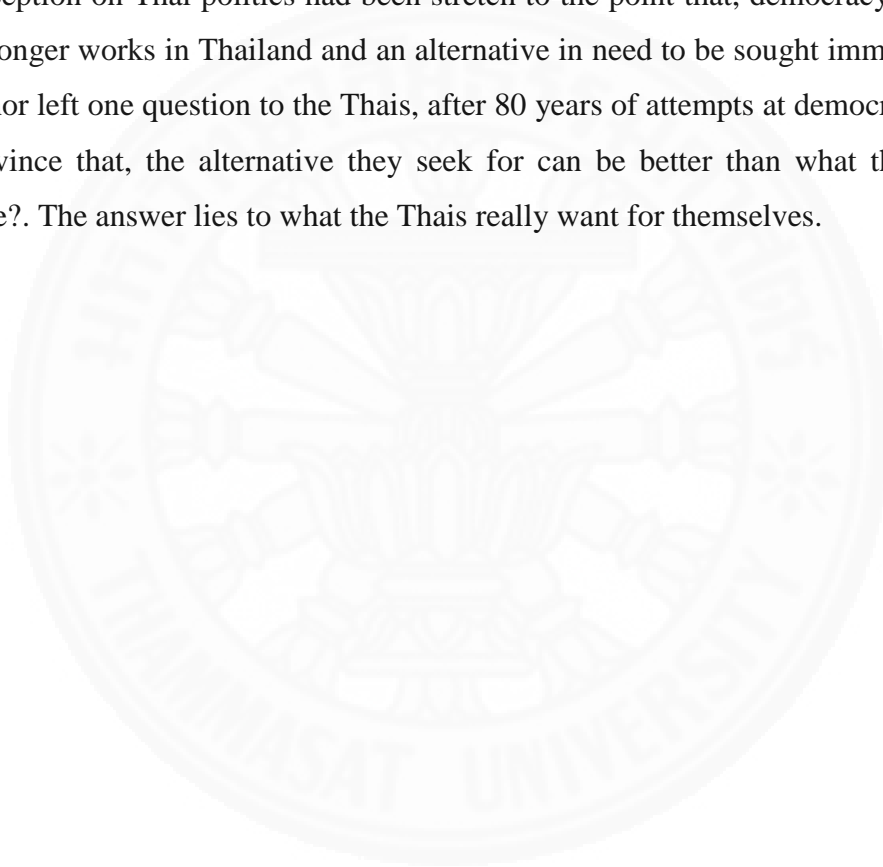 ception on Thai politics had been stretch to the point that, democracy
onger works in Thailand and an alternative in need to be sought imm
or left one question to the Thais, after 80 years of attempts at democr
vince that, the alternative they seek for can be better than what th
e?. The answer lies to what the Thais really want for themselves.
THAMMASAT UNIVERSITY